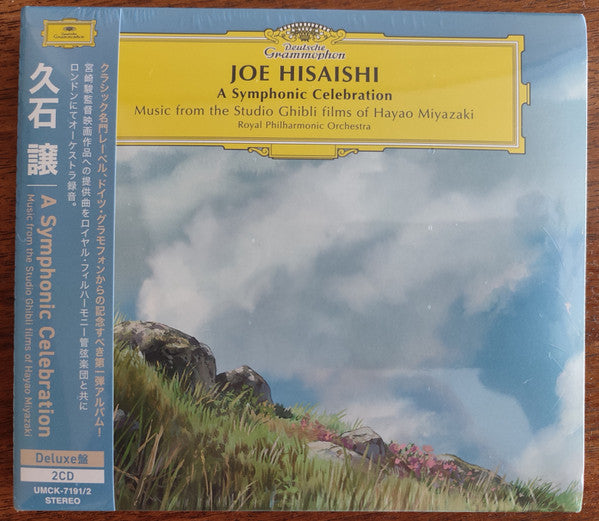 Deutsche
Grammophon
JOE HISAISHI
A Symphonic Celebration
Music from the Studio Ghibli films of Hayao Miyazaki
Royal Philharmonic Orchestra
クラシック名門レーベル、ドイツ・グラモフォンからの記念すべき第一弾アルバム！
宮崎駿監督映画作品への提供曲をロイヤル・フィルハーモニー管弦楽団と共に
ロンドンにてオーケストラ録音。
久石 譲 | A Symphonic Celebration
Music from the Studio Ghibli films of Hayao Miyazaki
Deluxe盤
2CD
UMCK-7191/2
STEREO